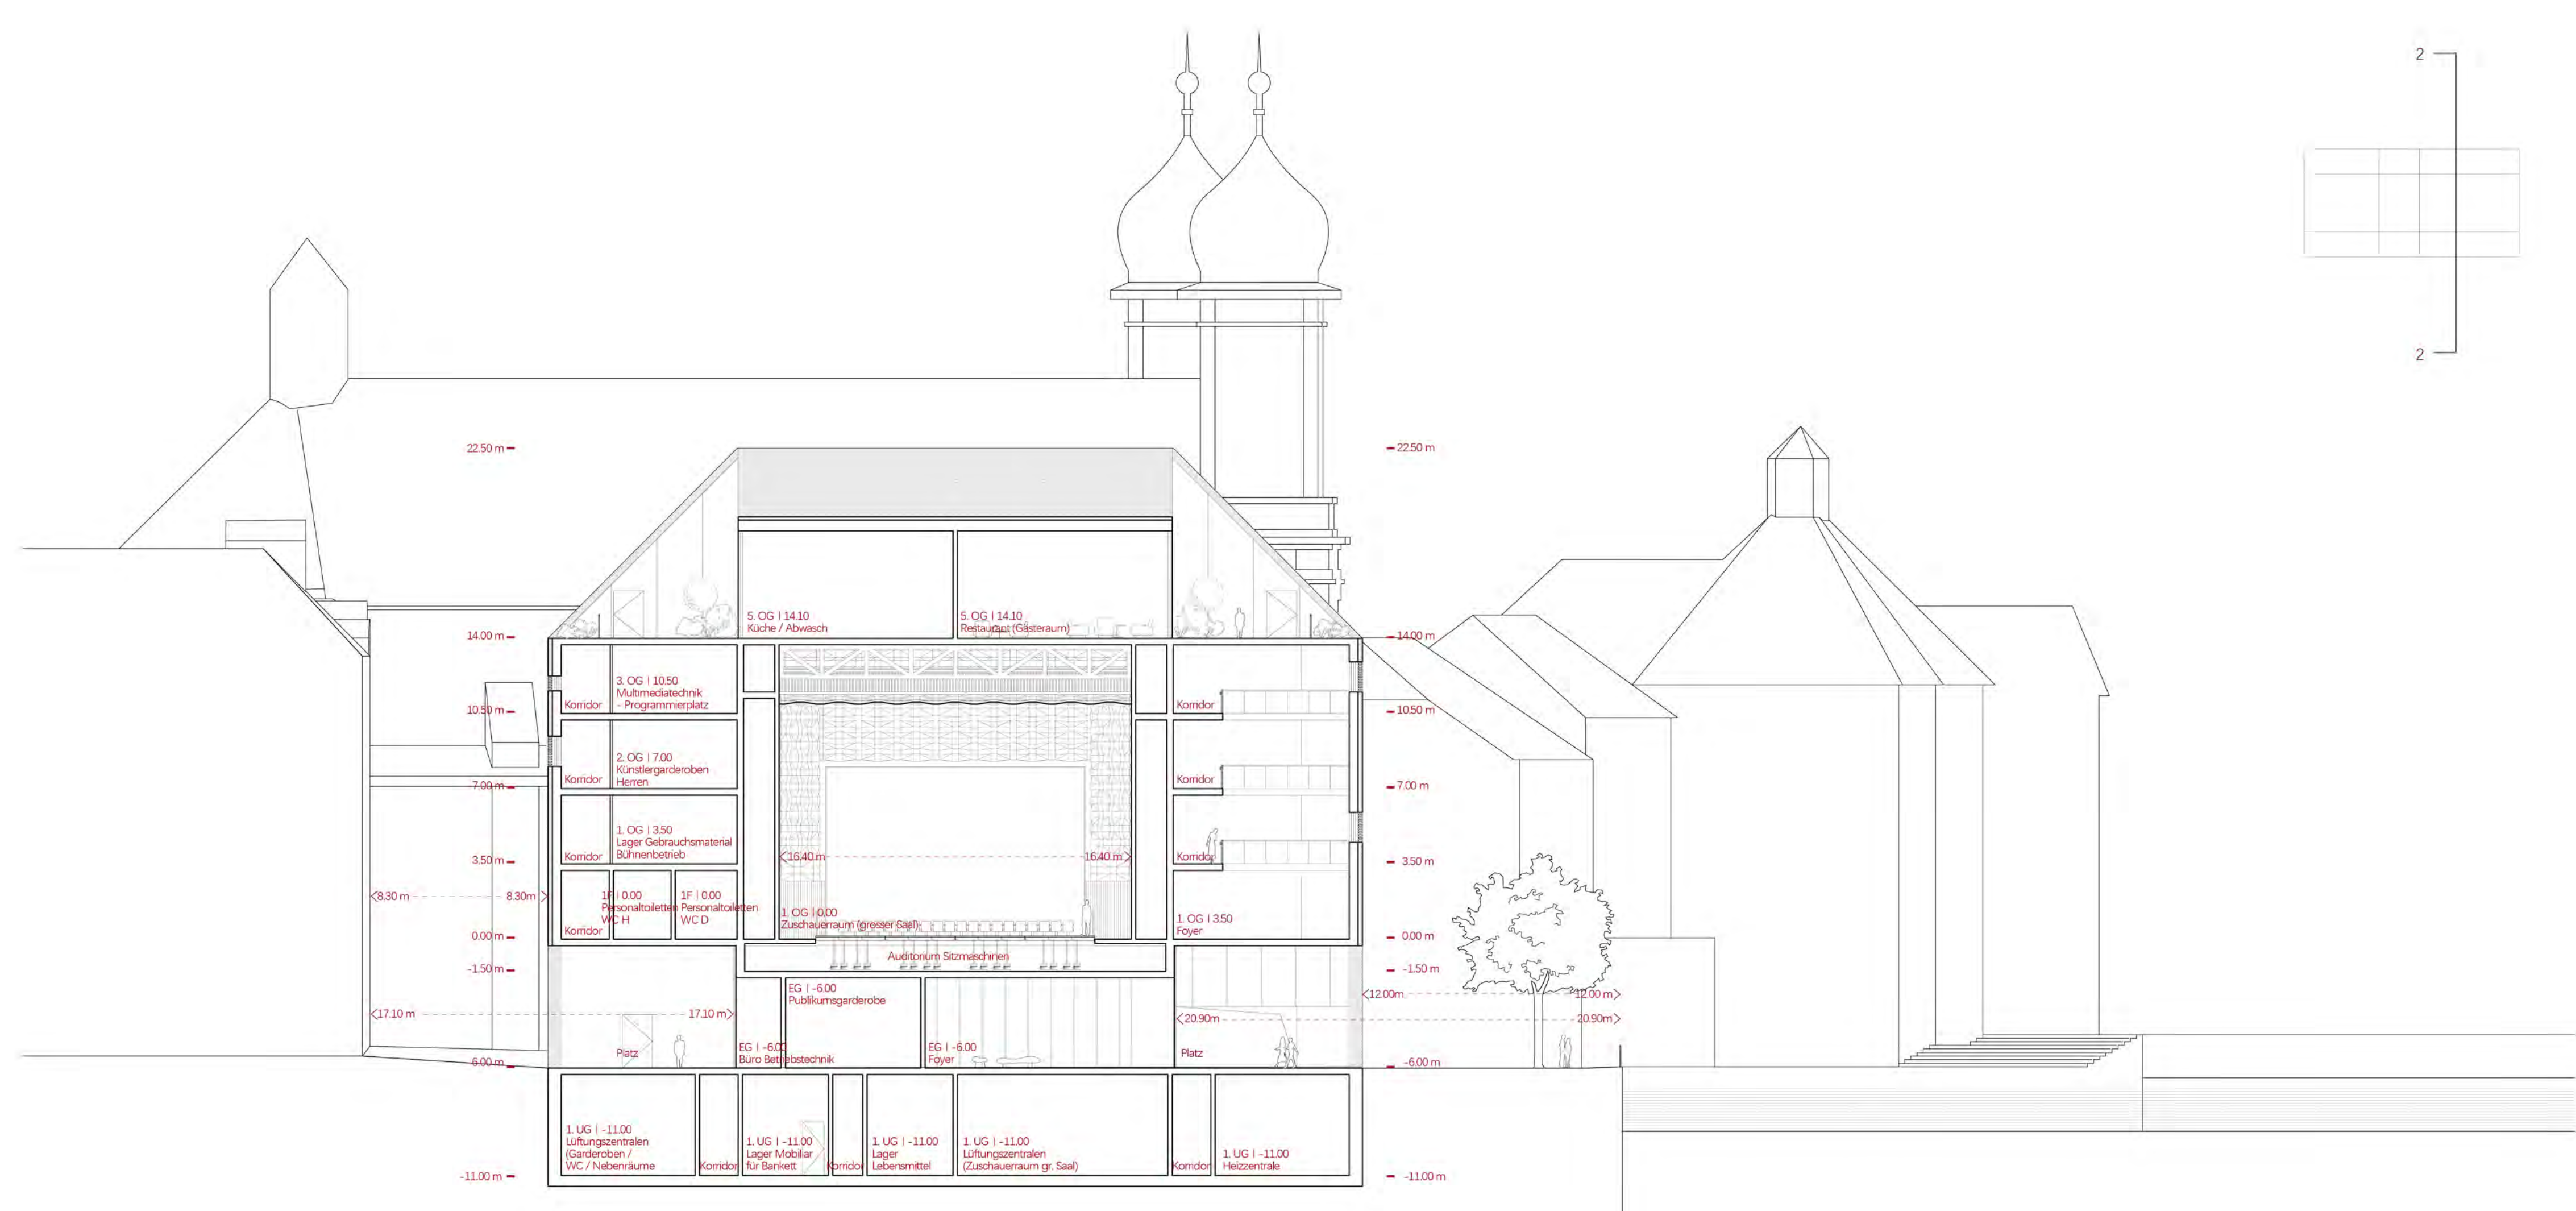 2
2
22.50 m
22.50 m
5. OG | 14.10
Küche / Abwasch
5. OG | 14.10
Restaurant (Gästeraum)
14.00 m
14.00 m
3. OG | 10.50
Multimediatechnik
- Programmierplatz
Korridor
Korridor
10.50 m
10.50 m
2. OG | 7.00
Künstlergarderoben
Herren
Korridor
Korridor
7.00 m
7.00 m
1. OG | 3.50
Lager Gebrauchsmaterial
Bühnenbetrieb
Korridor
16.40 m
16.40 m
Korridor
3.50 m
3.50 m
8.30 m
8.30m
1F | 0.00
Personaltoiletten
WC H
1F | 0.00
Personaltoiletten
WC D
Korridor
1. OG | 0.00
Zuschauerraum (grosser Saal)
1. OG | 3.50
Foyer
0.00 m
0.00 m
Auditorium Sitzmaschinen
-1.50 m
-1.50 m
EG | -6.00
Publikumsgarderobe
12.00m
12.00 m
17.10 m
17.10 m
20.90m
20.90m
Platz
EG | -6.00
Büro Betriebstechnik
EG | -6.00
Foyer
Platz
6.00 m
-6.00 m
1. UG | -11.00
Lüftungszentralen
(Garderoben /
WC / Nebenräume
Korridor
1. UG | -11.00
Lager Mobiliar
für Bankett
Korridor
1. UG | -11.00
Lager
Lebensmittel
1. UG | -11.00
Lüftungszentralen
(Zuschauerraum gr. Saal)
Korridor
1. UG | -11.00
Heizzentrale
-11.00 m
-11.00 m